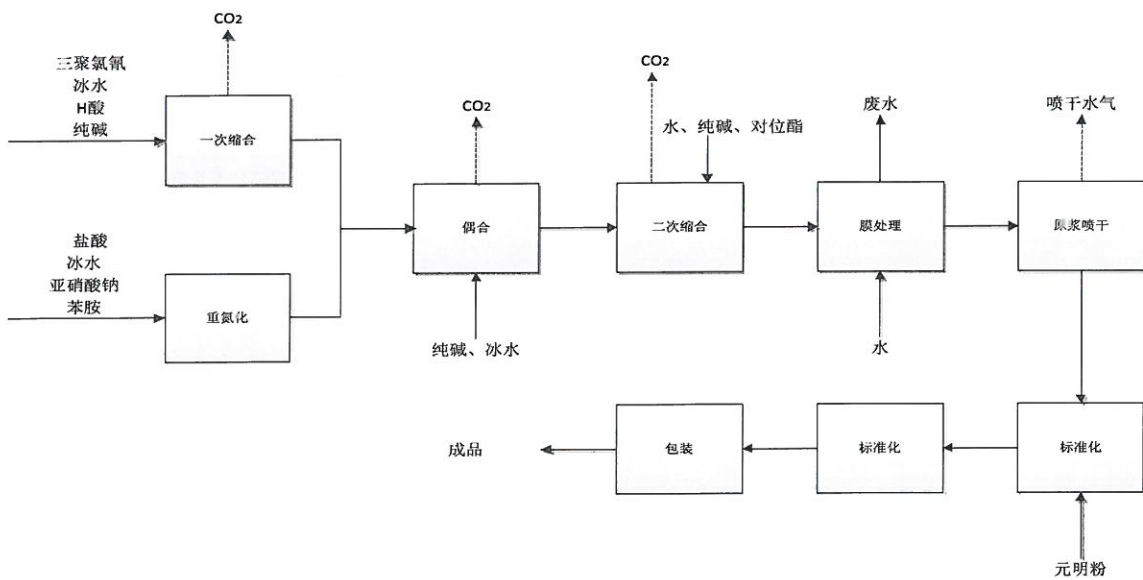 CO2
三聚氯氰
冰水
H酸
纯碱
一次缩合
CO2
CO2
水、纯碱、对位酯
废水
喷干水气
偶合
二次缩合
膜处理
原浆喷干
盐酸
冰水
亚硝酸钠
苯胺
重氮化
纯碱、冰水
水
成品
包装
标准化
标准化
元明粉